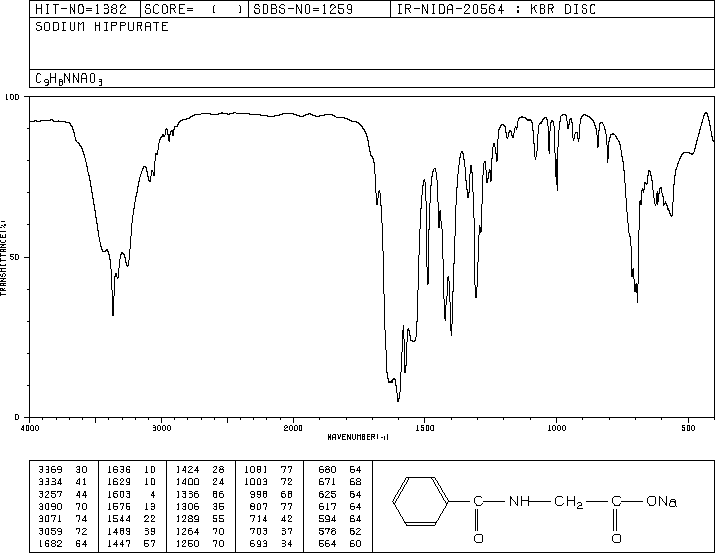 HIT-NO=1382 SCORE= ( ) SDBS-NO=1259 IR-NIDA-20564 : KBR DISC
SODIUM HIPPURATE
C9H8NNAO3
100
TRANSMITTANCE(%)
50
0
4000 3000 2000 1500 1000 500
WAVENUMBER(-1)
3369 30 1636 10 1424 28 1081 77 680 64
3334 41 1629 10 1400 24 1003 72 671 68
3257 44 1603 4 1336 66 998 68 625 64
3090 70 1576 13 1306 36 807 77 617 64
3071 74 1544 22 1289 55 714 42 594 64
3059 72 1489 39 1264 70 703 37 578 62
1682 64 1447 57 1250 70 693 34 564 60
C NH CH2 C ONa
O O